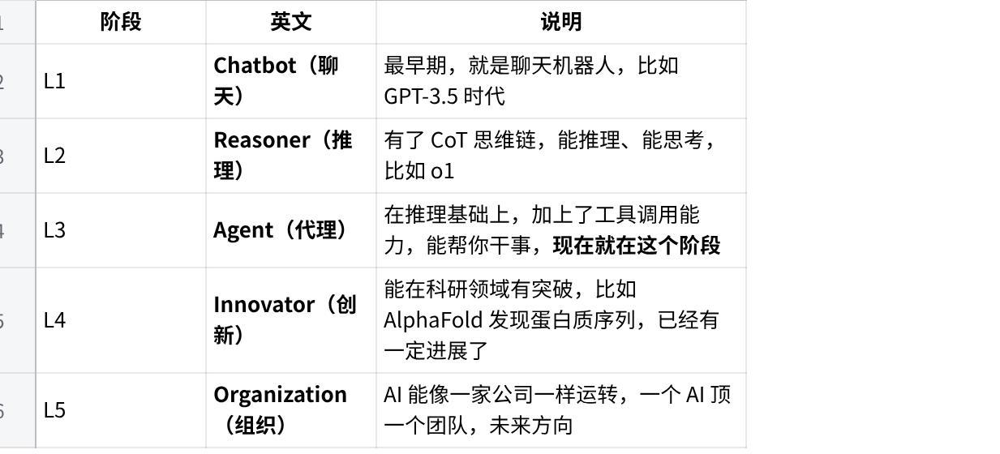 阶段 英文 说明
L1
Chatbot（聊
天）
最早期，就是聊天机器人，比如
GPT-3.5 时代
L2
Reasoner（推
理）
有了 CoT 思维链，能推理、能思考，
比如 o1
L3
Agent（代理）
在推理基础上，加上了工具调用能
力，能帮你干事，现在就在这个阶段
L4
Innovator（创
新）
能在科研领域有突破，比如
AlphaFold 发现蛋白质序列，已经有
一定进展了
L5
Organization
（组织）
AI 能像一家公司一样运转，一个 AI 顶
一个团队，未来方向